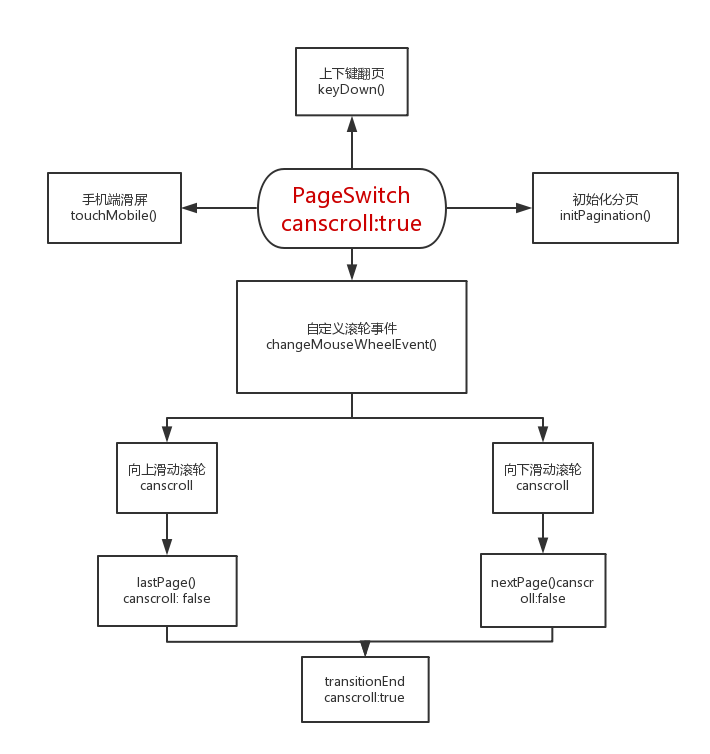 上下键翻页
keyDown()
手机端滑屏
touchMobile()
PageSwitch
canscroll:true
初始化分页
initPagination()
自定义滚轮事件
changeMouseWheelEvent()
向上滑动滚轮
canscroll
向下滑动滚轮
canscroll
lastPage()
canscroll: false
nextPage()canscr
oll:false
transitionEnd
canscroll:true